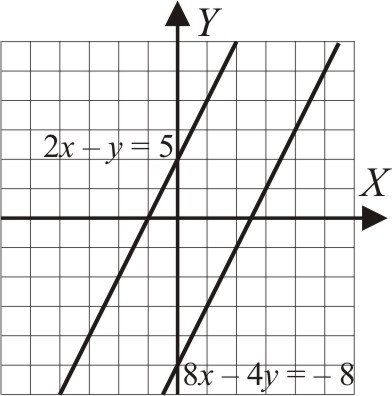 Y
2x – y = 5
X
8x – 4y = – 8